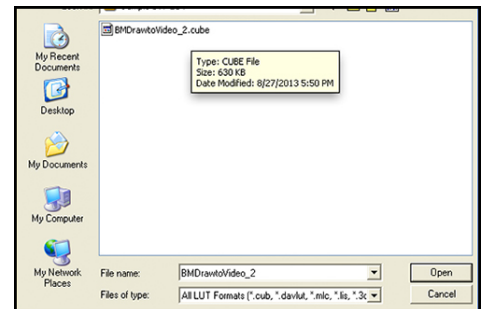 BMDrawtoVideo_2.cube
Type: CUBE File
Size: 630 KB
Date Modified: 8/27/2013 5:50 PM
My Recent
Documents
Desktop
My Documents
My Computer
My Network
Places
File name:
BMDrawtoVideo_2
Open
Files of type:
All LUT Formats (*.cub, *.davlut, *.mlc, *.lis, *.3c
Cancel